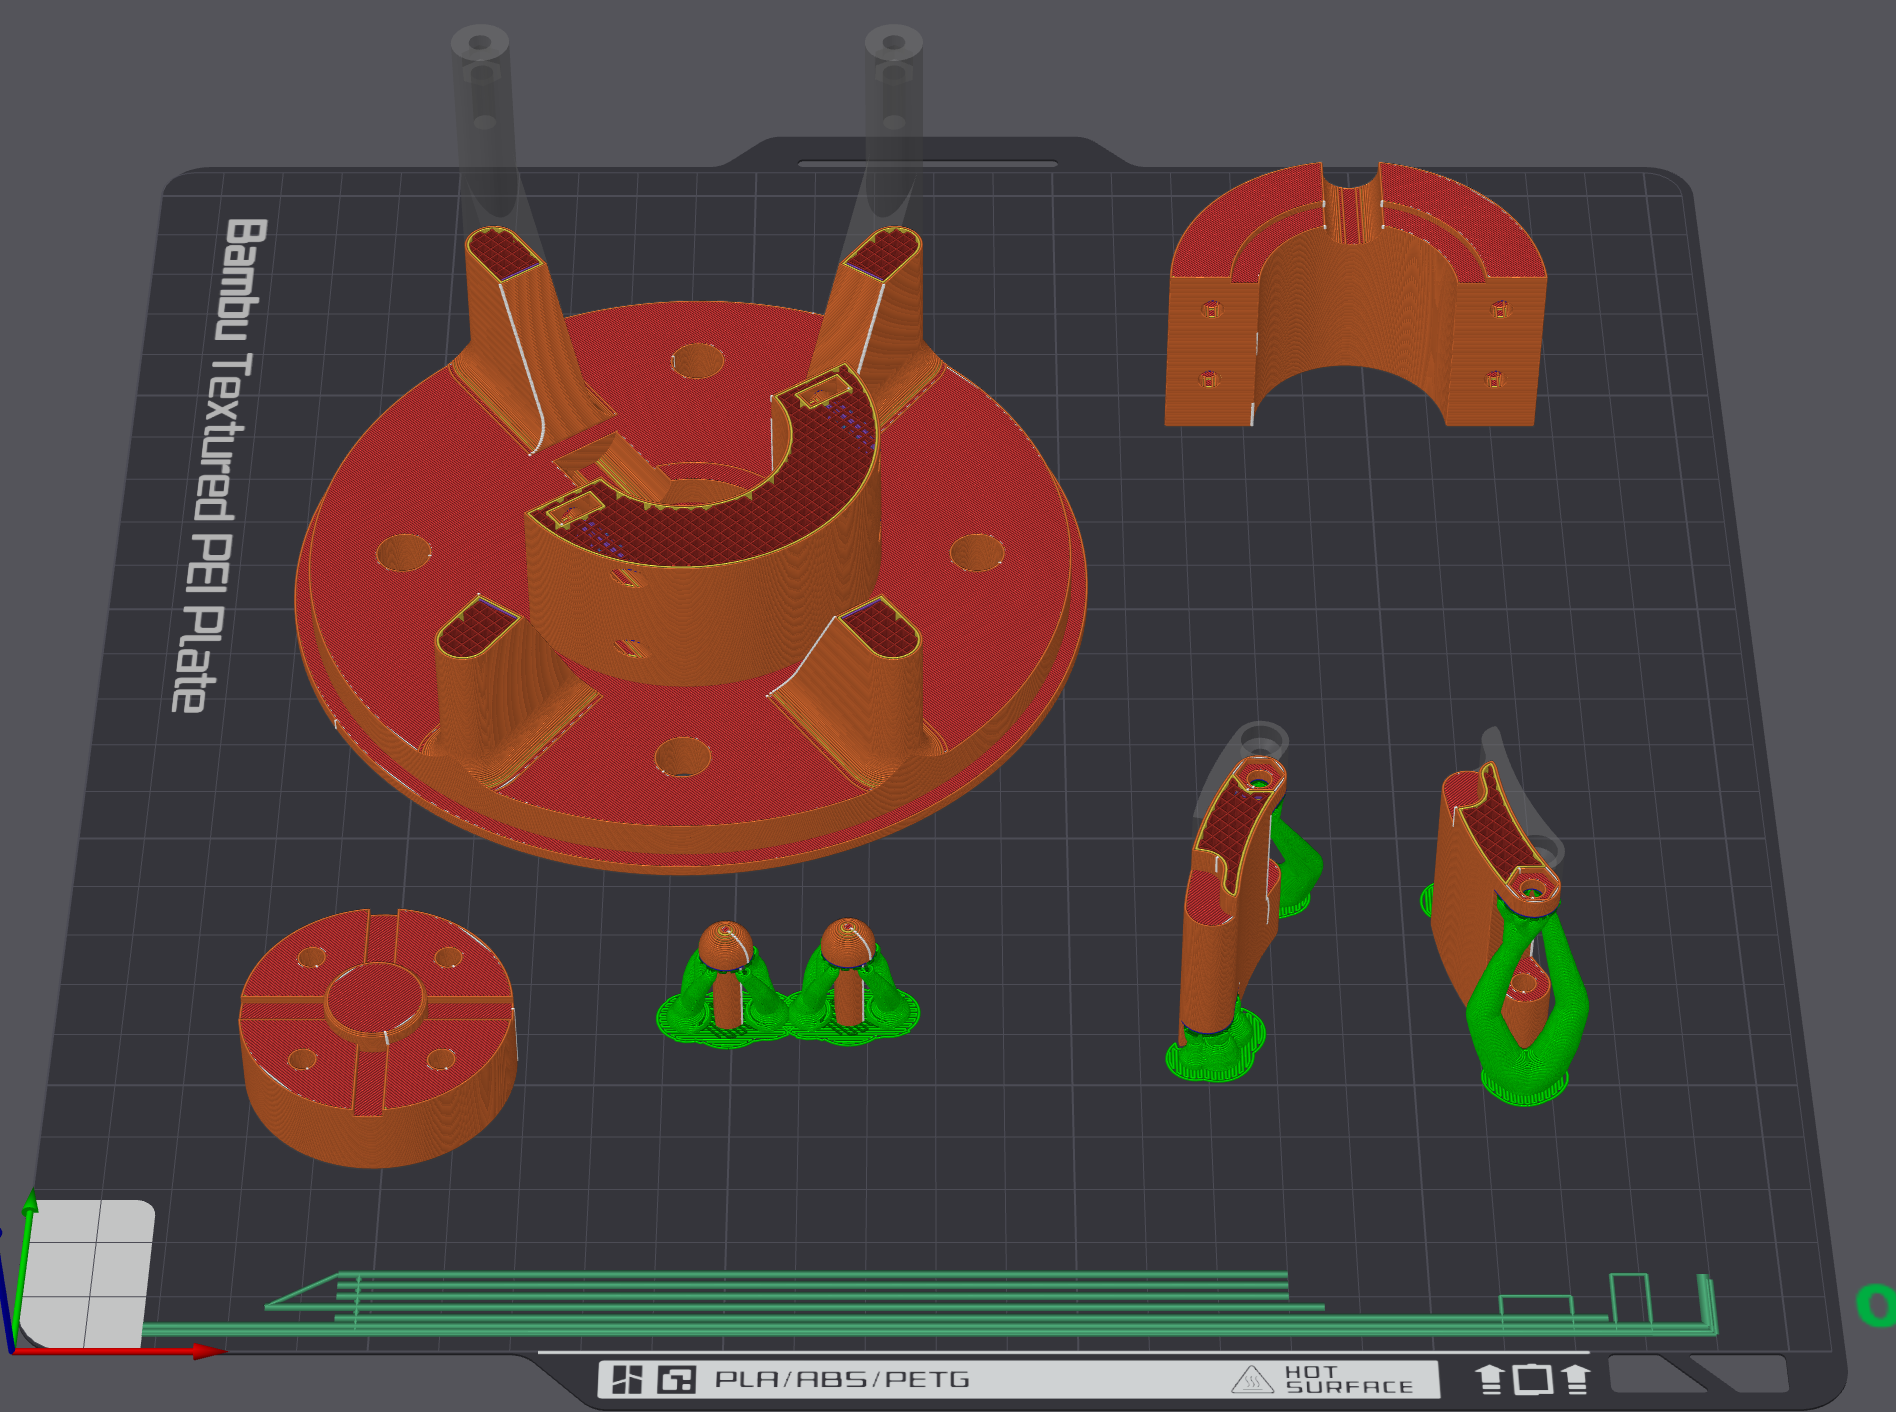 Bambu Textured PEI Plate
PLA/ABS/PETG
HOT
SURFACE